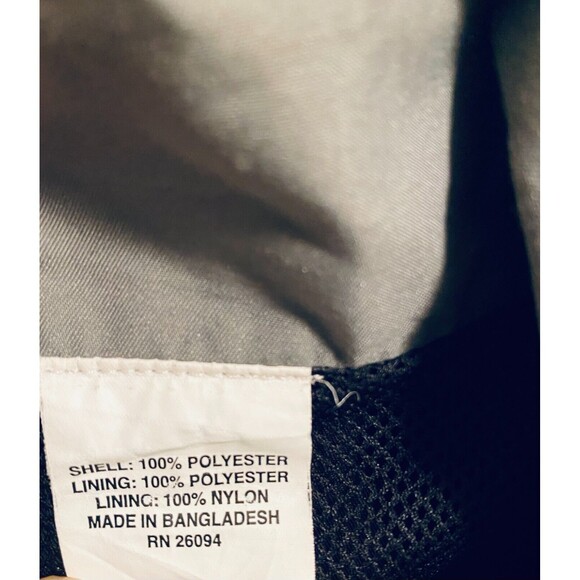 SHELL: 100% POLYESTER
LINING: 100% POLYESTER
LINING: 100% NYLON
MADE IN BANGLADESH
RN 26094